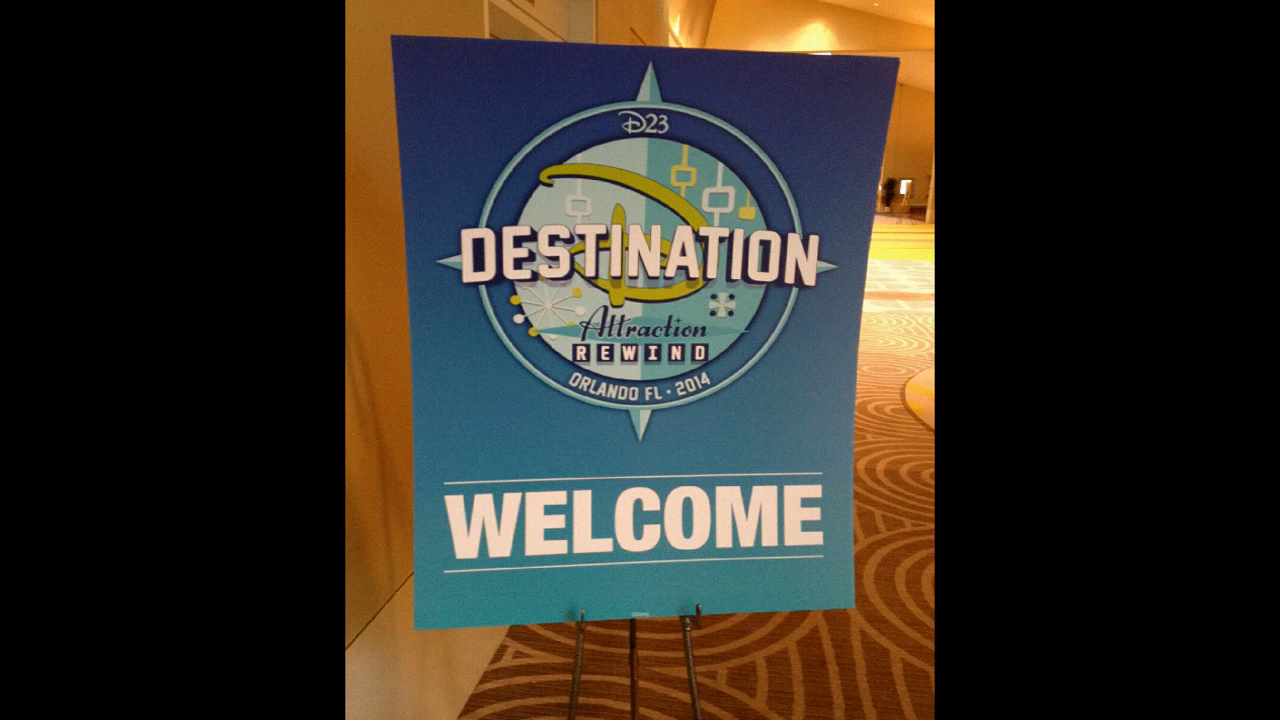 D23
DESTINATION
D
Attraction
REWIND
ORLANDO FL • 2014
WELCOME